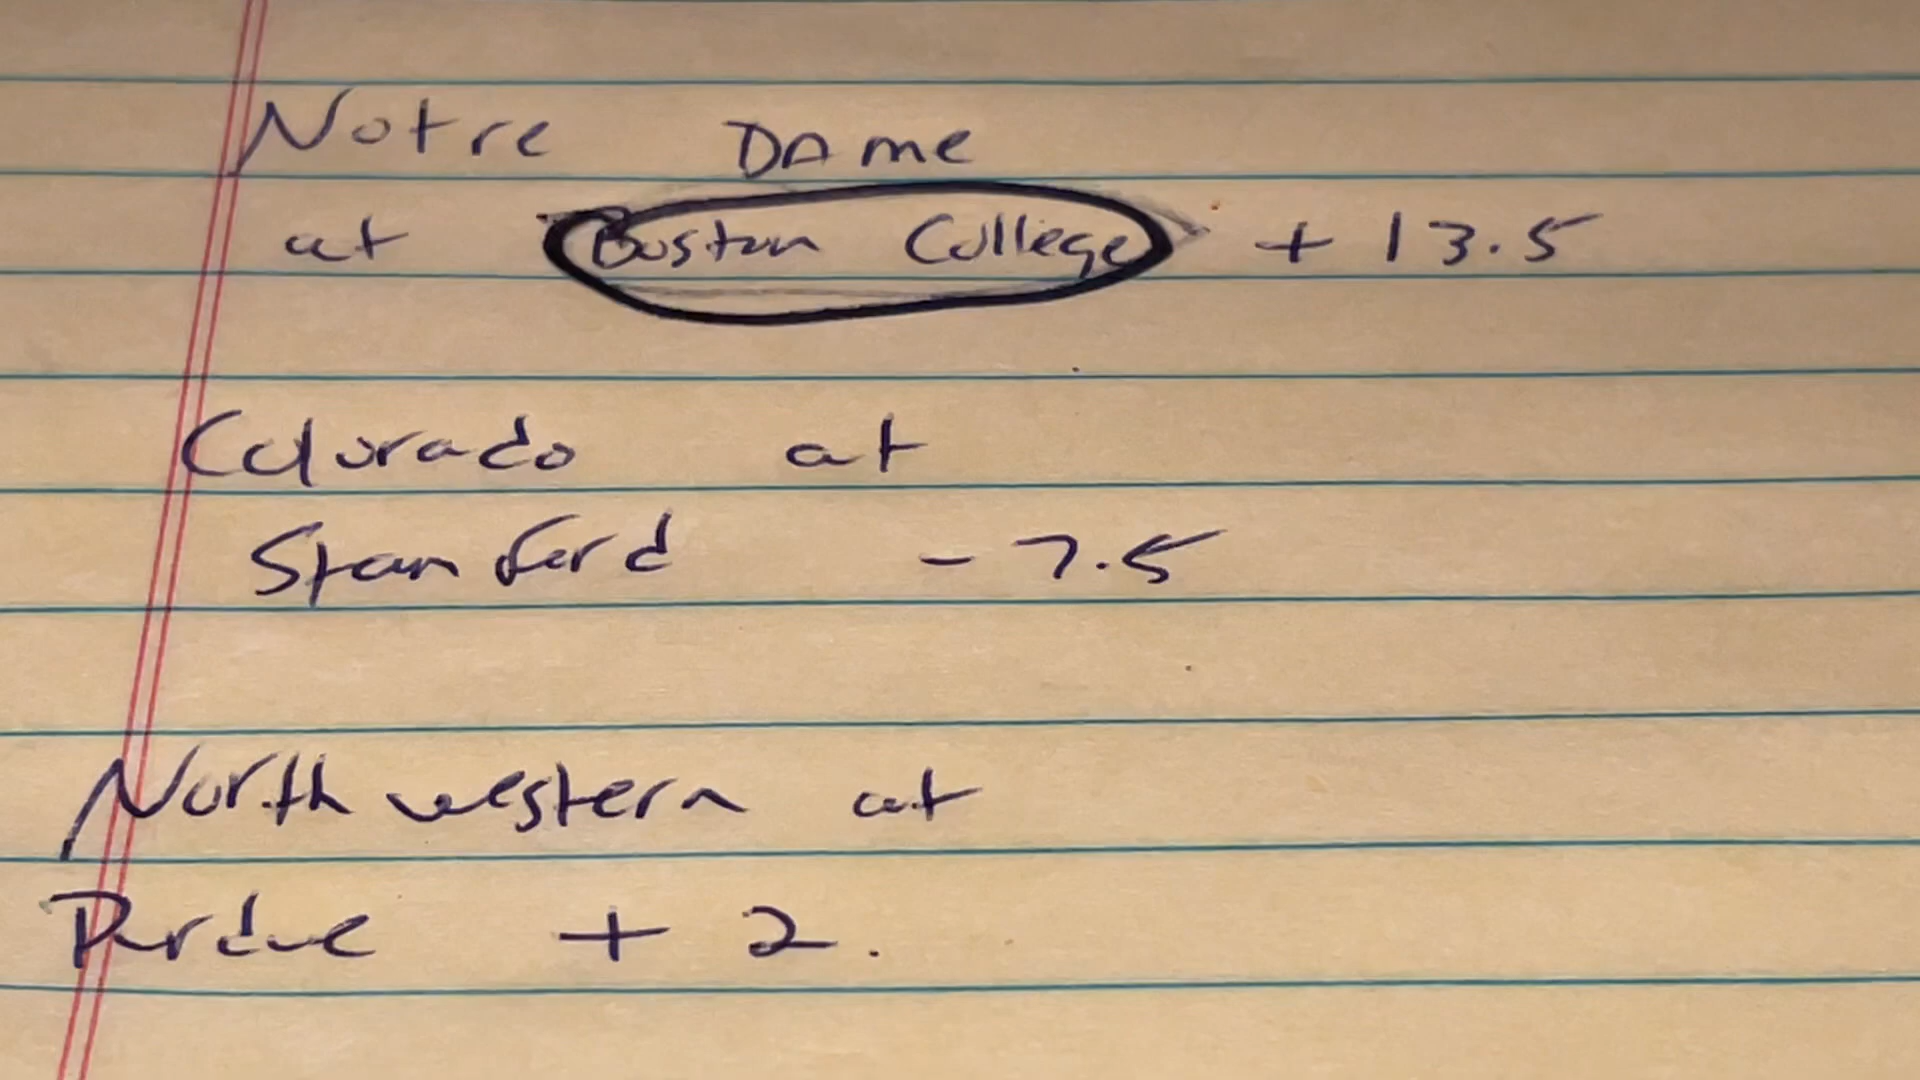 Notre DAme
at Boston College + 13.5
Colorado at
Stanford - 7.5
Northwestern at
Purdue + 2.